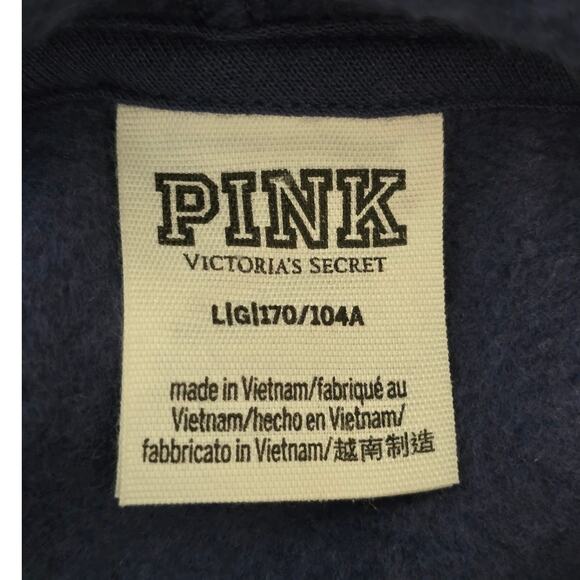 PINK
VICTORIA'S SECRET
L|G|170/104A
made in Vietnam/fabriqué au
Vietnam/hecho en Vietnam/
fabbricato in Vietnam/越南制造